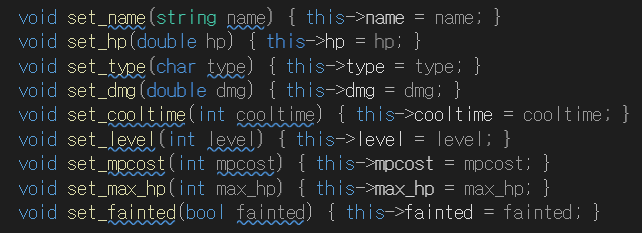 void set_name(string name) { this->name = name; }
void set_hp(double hp) { this->hp = hp; }
void set_type(char type) { this->type = type; }
void set_dmg(double dmg) { this->dmg = dmg; }
void set_cooltime(int cooltime) { this->cooltime = cooltime; }
void set_level(int level) { this->level = level; }
void set_mpcost(int mpcost) { this->mpcost = mpcost; }
void set_max_hp(int max_hp) { this->max_hp = max_hp; }
void set_fainted(bool fainted) { this->fainted = fainted; }